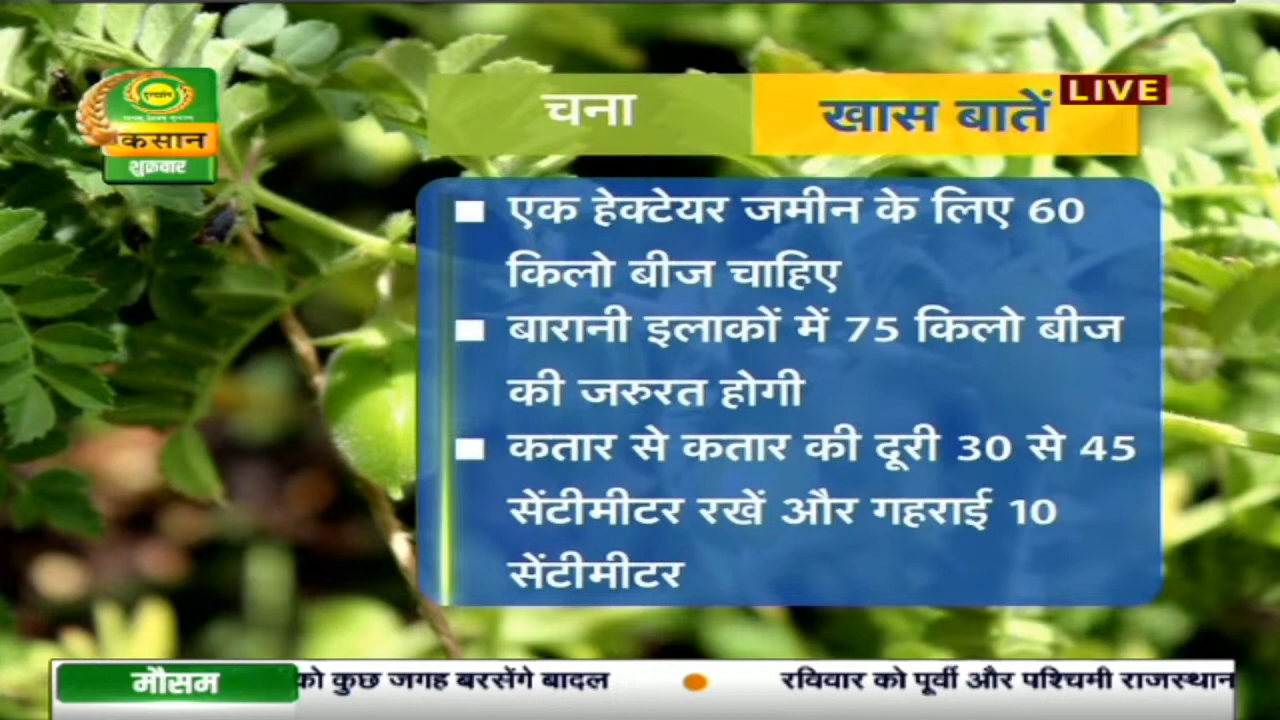 किसान
शुक्रवार
चना
खास बातें
LIVE
■ एक हेक्टेयर जमीन के लिए 60
किलो बीज चाहिए
■ बारानी इलाकों में 75 किलो बीज
की जरुरत होगी
■ कतार से कतार की दूरी 30 से 45
सेंटीमीटर रखें और गहराई 10
सेंटीमीटर
मौसम
को कुछ जगह बरसेंगे बादल
रविवार को पूर्वी और पश्चिमी राजस्थान